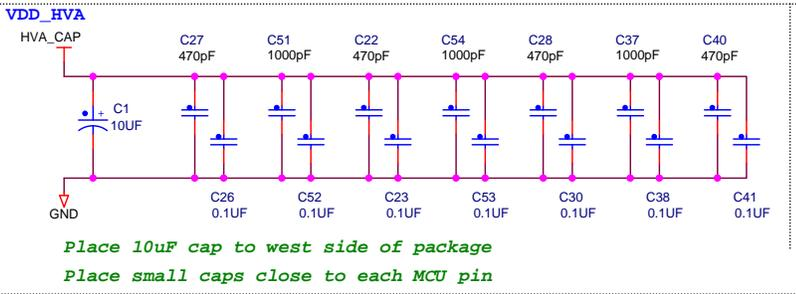 VDD_HVA
HVA_CAP
C27 C51 C22 C54 C28 C37 C40
470pF 1000pF 470pF 1000pF 470pF 1000pF 470pF
+ C1
10UF
C26 C52 C23 C53 C30 C38 C41
0.1UF 0.1UF 0.1UF 0.1UF 0.1UF 0.1UF 0.1UF
GND
Place 10uF cap to west side of package
Place small caps close to each MCU pin